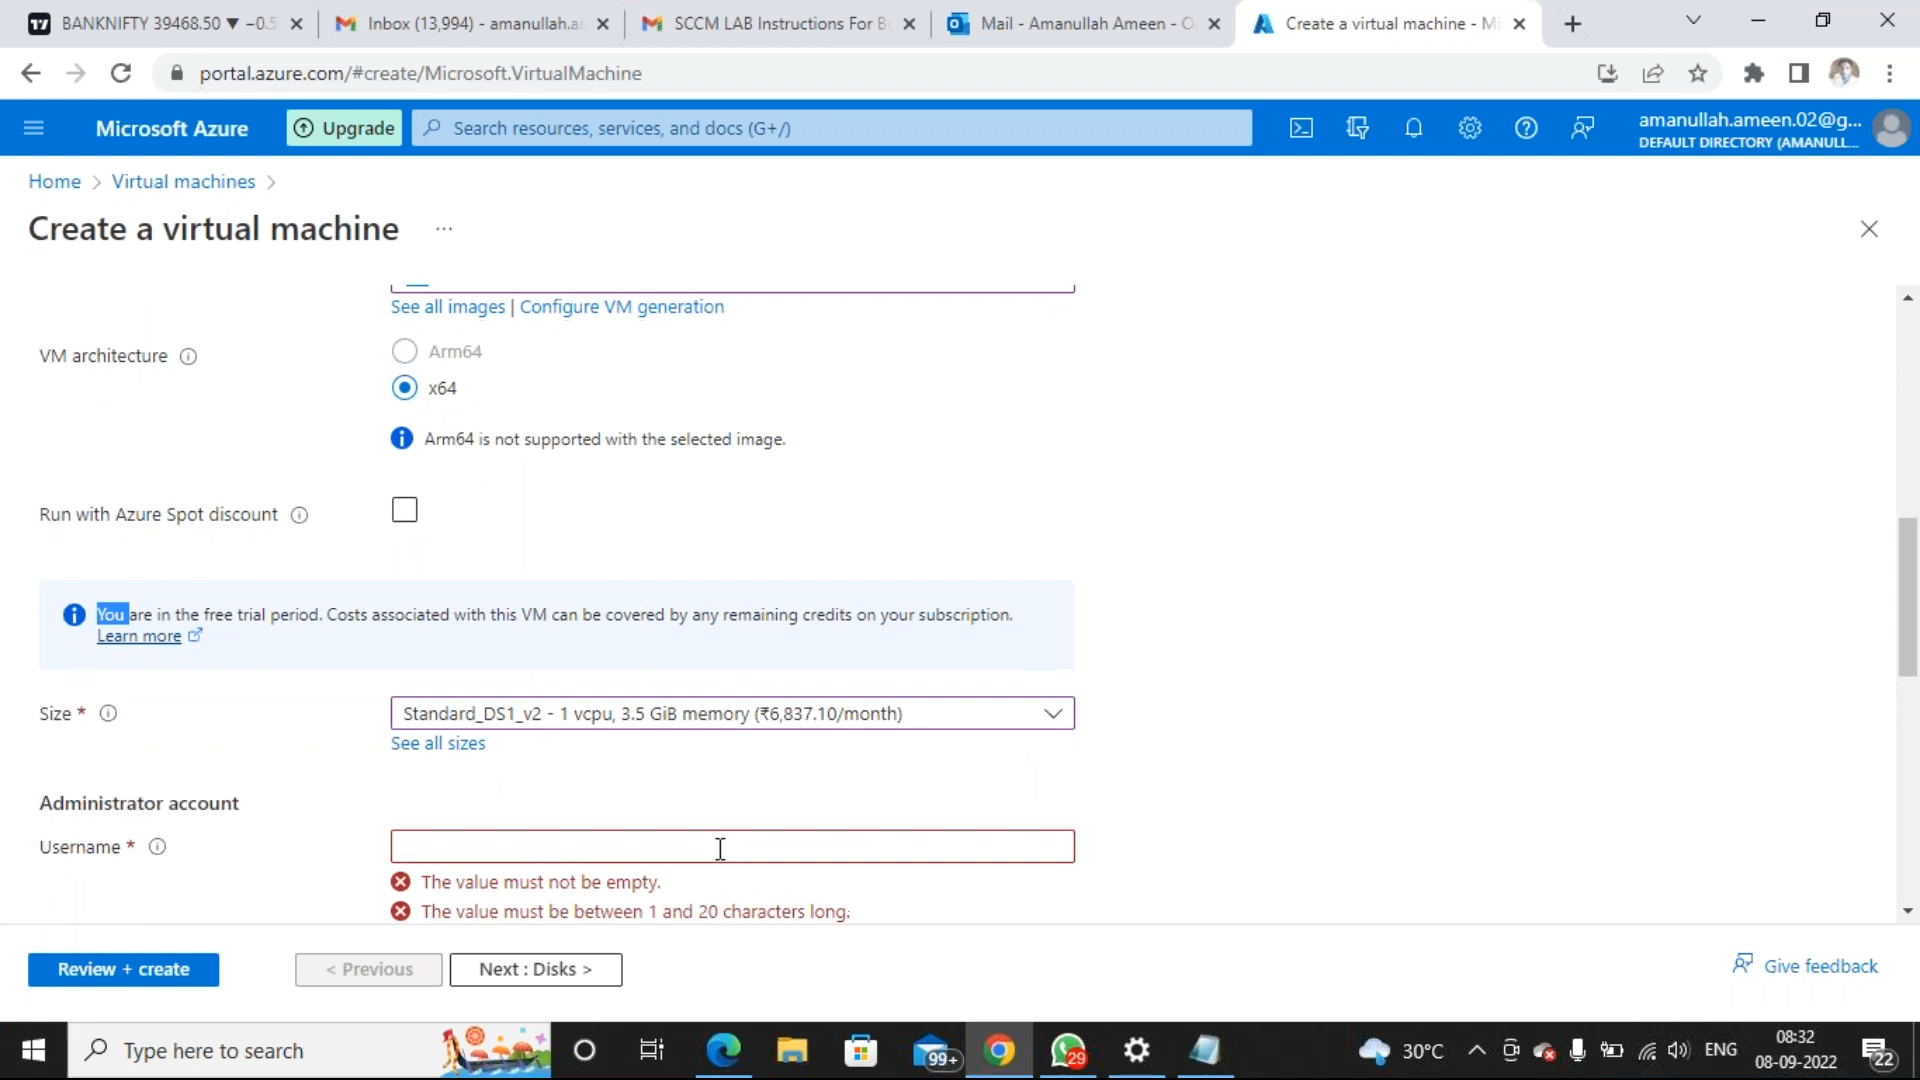 BANKNIFTY 39468.50 ▼ −0.5
Inbox (13,994) - amanullah.a
SCCM LAB Instructions For B
Mail - Amanullah Ameen - O
Create a virtual machine - M
portal.azure.com/#create/Microsoft.VirtualMachine
Microsoft Azure
Upgrade
Search resources, services, and docs (G+/)
amanullah.ameen.02@g...
DEFAULT DIRECTORY (AMANULL...
Home > Virtual machines >
Create a virtual machine ...
See all images | Configure VM generation
VM architecture
Arm64
x64
Arm64 is not supported with the selected image.
Run with Azure Spot discount
You are in the free trial period. Costs associated with this VM can be covered by any remaining credits on your subscription.
Learn more
Size *
Standard_DS1_v2 - 1 vcpu, 3.5 GiB memory (₹6,837.10/month)
See all sizes
Administrator account
Username *
The value must not be empty.
The value must be between 1 and 20 characters long.
Review + create
< Previous
Next : Disks >
Give feedback
Type here to search
99+
29
30°C
ENG
08:32
08-09-2022
22